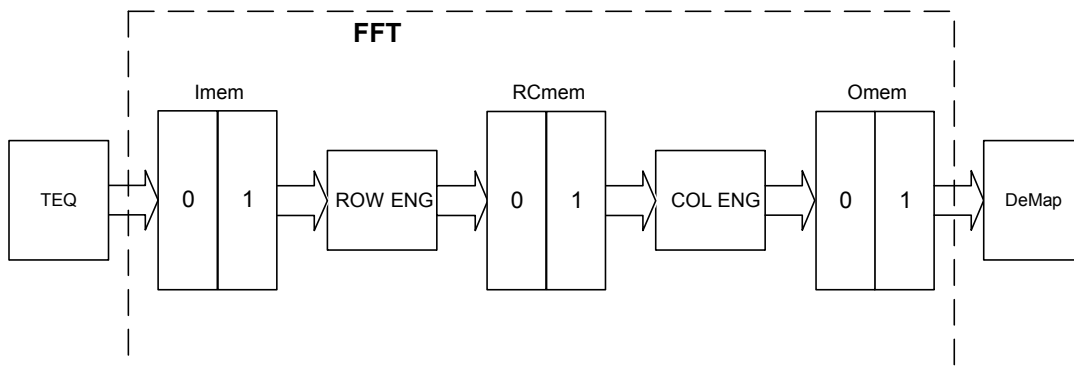 FFT
Imem
RCmem
Omem
TEQ
0
1
ROW ENG
0
1
COL ENG
0
1
DeMap